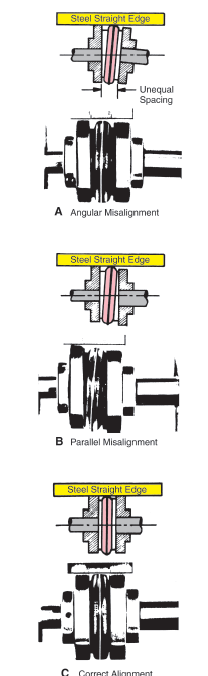 Steel Straight Edge
Unequal
Spacing
A Angular Misalignment
Steel Straight Edge
B Parallel Misalignment
Steel Straight Edge
C Correct Alignment